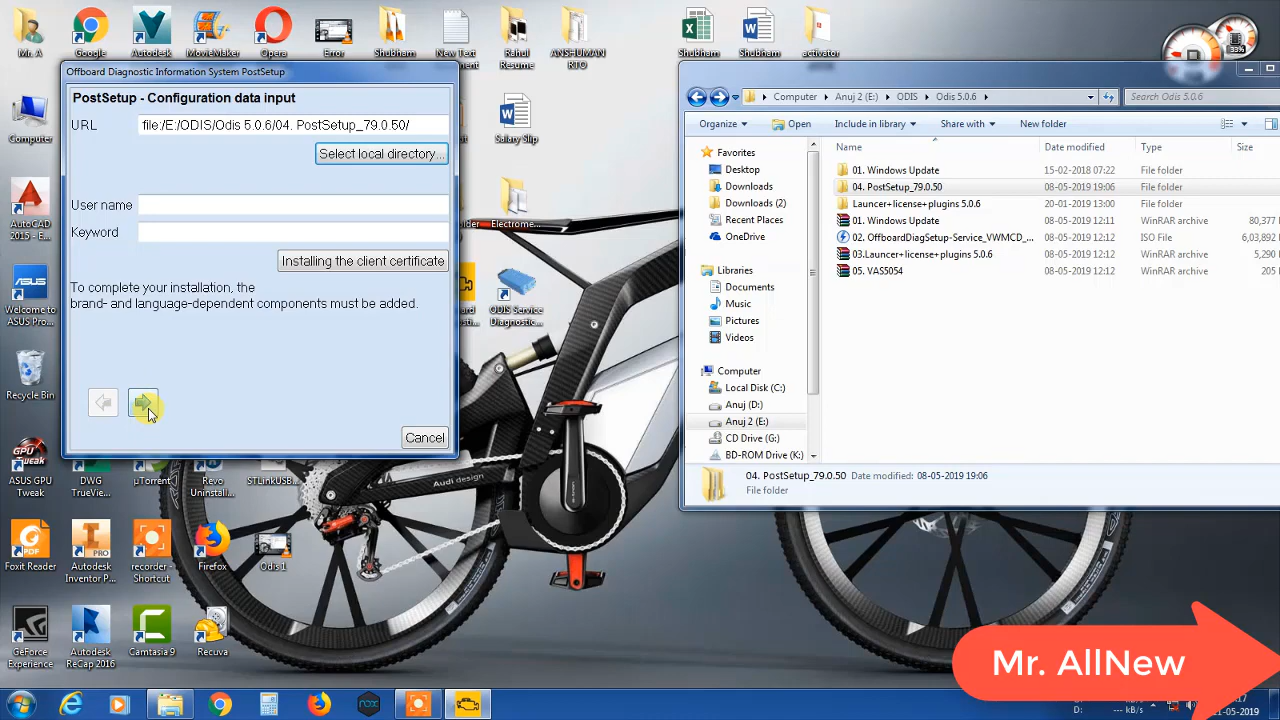 Mr. A
Google
Autodesk
MovieMaker
Opera
Error
Shubham
New Text
Rahul
Resume
ANSHUMAN
RTO
Shubham
Shubham
activator
33%
Offboard Diagnostic Information System PostSetup
PostSetup - Configuration data input
URL
file:/E:/ODIS/Odis 5.0.6/04. PostSetup_79.0.50/
Select local directory...
User name
Keyword
Installing the client certificate
To complete your installation, the
brand- and language-dependent components must be added.
Cancel
Computer
AutoCAD
2015 - E...
Welcome to
ASUS Pro...
Recycle Bin
Salary Slip
Electrome...
ODIS Service
Diagnostic...
Computer
Anuj 2 (E:)
ODIS
Odis 5.0.6
Search Odis 5.0.6
Organize
Open
Include in library
Share with
New folder
Name
Date modified
Type
Size
Favorites
Desktop
Downloads
Downloads (2)
Recent Places
OneDrive
Libraries
Documents
Music
Pictures
Videos
Computer
Local Disk (C:)
Anuj (D:)
Anuj 2 (E:)
CD Drive (G:)
BD-ROM Drive (K:)
01. Windows Update 15-02-2018 07:22 File folder
04. PostSetup_79.0.50 08-05-2019 19:06 File folder
Launcer+license+plugins 5.0.6 20-01-2019 13:00 File folder
01. Windows Update 08-05-2019 12:11 WinRAR archive 80,377
02. OffboardDiagSetup-Service_VWMCD_... 08-05-2019 12:12 ISO File 6,03,892
03.Launcer+license+plugins 5.0.6 08-05-2019 12:12 WinRAR archive 5,290
05. VAS5054 08-05-2019 12:12 WinRAR archive 205
04. PostSetup_79.0.50 Date modified: 08-05-2019 19:06
File folder
Audi design
ASUS GPU
Tweak
DWG
TrueView...
µTorrent
Revo
Uninstall...
STLinkUSB...
Foxit Reader
Autodesk
Inventor P...
recorder -
Shortcut
Firefox
Odis 1
GeForce
Experience
Autodesk
ReCap 2016
Camtasia 9
Recuva
Mr. AllNew
D:
--- kB/s
--- kB/s
21-05-2019